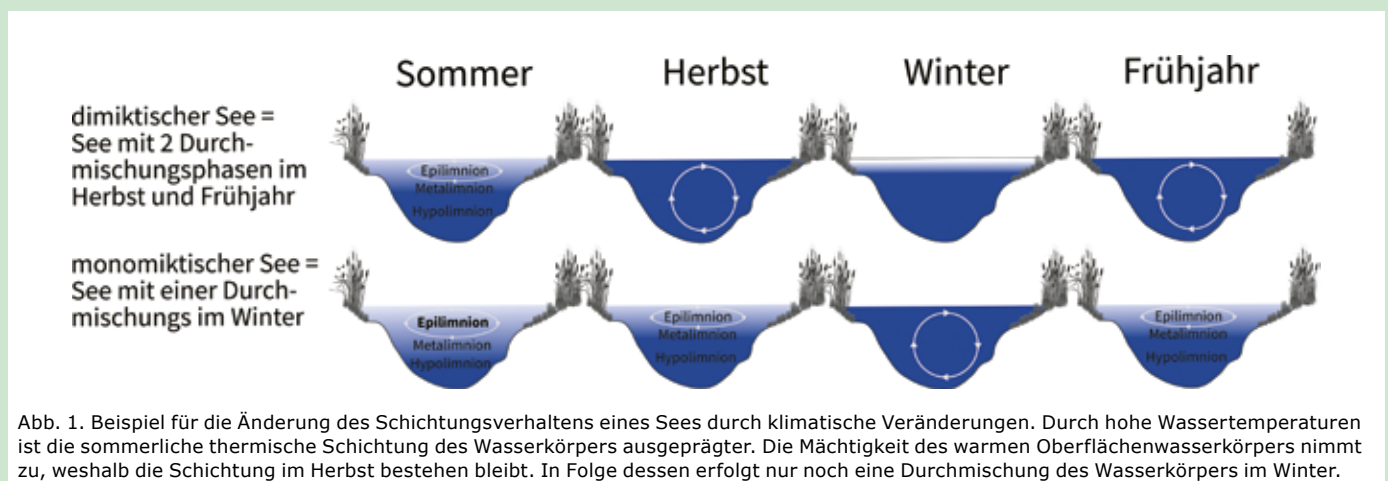 Sommer Herbst Winter Frühjahr
dimiktischer See =
See mit 2 Durch-
mischungsphasen im
Herbst und Frühjahr
Epilimnion
Metalimnion
Hypolimnion
monomiktischer See =
See mit einer Durch-
mischungs im Winter
Epilimnion
Metalimnion
Hypolimnion
Epilimnion
Metalimnion
Hypolimnion
Epilimnion
Metalimnion
Hypolimnion
Abb. 1. Beispiel für die Änderung des Schichtungsverhaltens eines Sees durch klimatische Veränderungen. Durch hohe Wassertemperaturen
ist die sommerliche thermische Schichtung des Wasserkörpers ausgeprägter. Die Mächtigkeit des warmen Oberflächenwasserkörpers nimmt
zu, weshalb die Schichtung im Herbst bestehen bleibt. In Folge dessen erfolgt nur noch eine Durchmischung des Wasserkörpers im Winter.